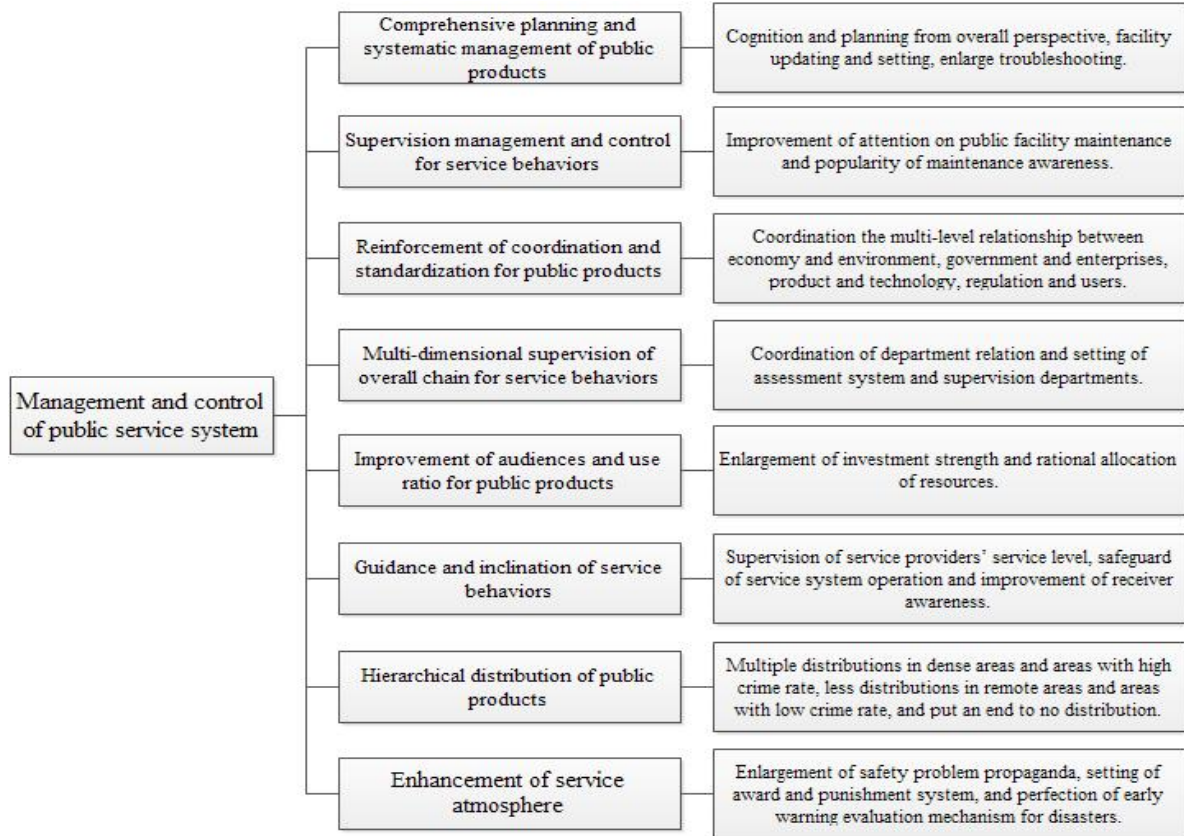 Comprehensive planning and
systematic management of public
products
Cognition and planning from overall perspective, facility
updating and setting, enlarge troubleshooting.
Supervision management and control
for service behaviors
Improvement of attention on public facility maintenance
and popularity of maintenance awareness.
Reinforcement of coordination and
standardization for public products
Coordination the multi-level relationship between
economy and environment, government and enterprises,
product and technology, regulation and users.
Multi-dimensional supervision of
overall chain for service behaviors
Coordination of department relation and setting of
assessment system and supervision departments.
Management and control
of public service system
Improvement of audiences and use
ratio for public products
Enlargement of investment strength and rational allocation
of resources.
Guidance and inclination of service
behaviors
Supervision of service providers’ service level, safeguard
of service system operation and improvement of receiver
awareness.
Hierarchical distribution of public
products
Multiple distributions in dense areas and areas with high
crime rate, less distributions in remote areas and areas
with low crime rate, and put an end to no distribution.
Enhancement of service
atmosphere
Enlargement of safety problem propaganda, setting of
award and punishment system, and perfection of early
warning evaluation mechanism for disasters.